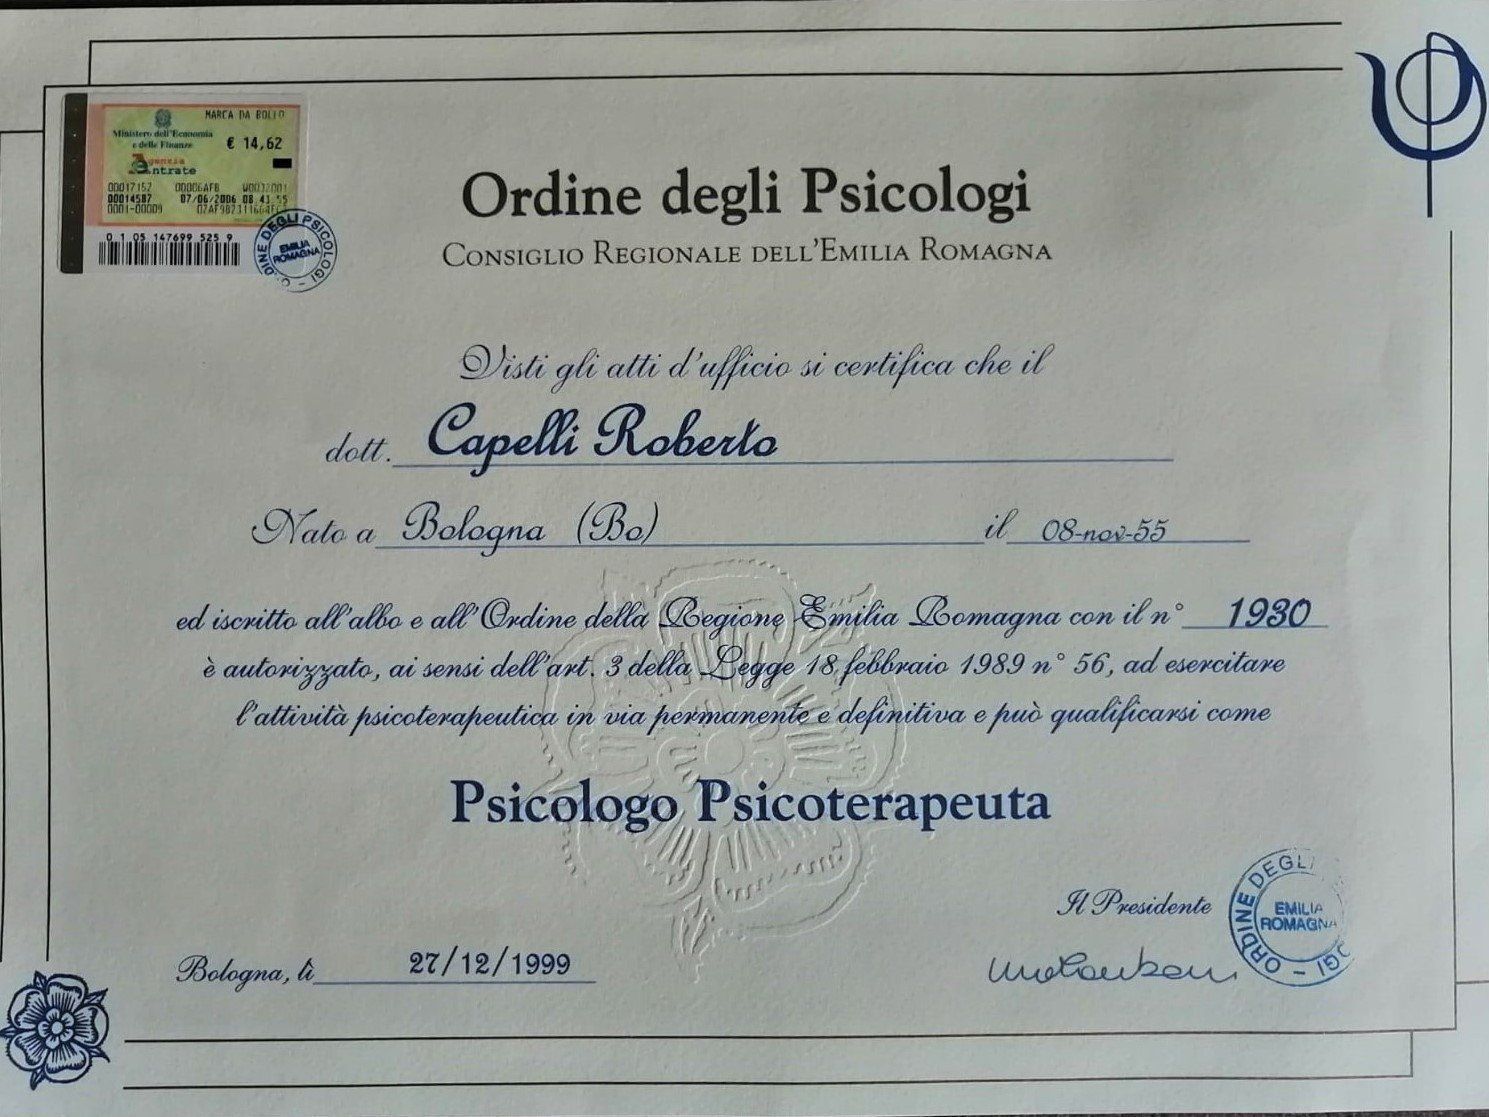 MARCA DA BOLLO
Ministero dell'Economia
e delle Finanze
€ 14,62
Agenzia
Entrate
00017152 00006AFB W0032001
00014587 07/06/2006 08.43.55
0001-00009
0 1 05 147699 525 9
ORDINE DEGLI PSICOLOGI -
EMILIA
ROMAGNA
Ordine degli Psicologi
CONSIGLIO REGIONALE DELL'EMILIA ROMAGNA
Visti gli atti d'ufficio si certifica che il
dott. Capelli Roberto
Nato a Bologna (Bo) il 08-nov-55
ed iscritto all'albo e all'Ordine della Regione Emilia Romagna con il n° 1930
è autorizzato, ai sensi dell'art. 3 della Legge 18 febbraio 1989 n° 56, ad esercitare
l'attività psicoterapeutica in via permanente e definitiva e può qualificarsi come
Psicologo Psicoterapeuta
Il Presidente
ORDINE DEGLI OGI -
EMILIA
ROMAGNA
Bologna, lì 27/12/1999